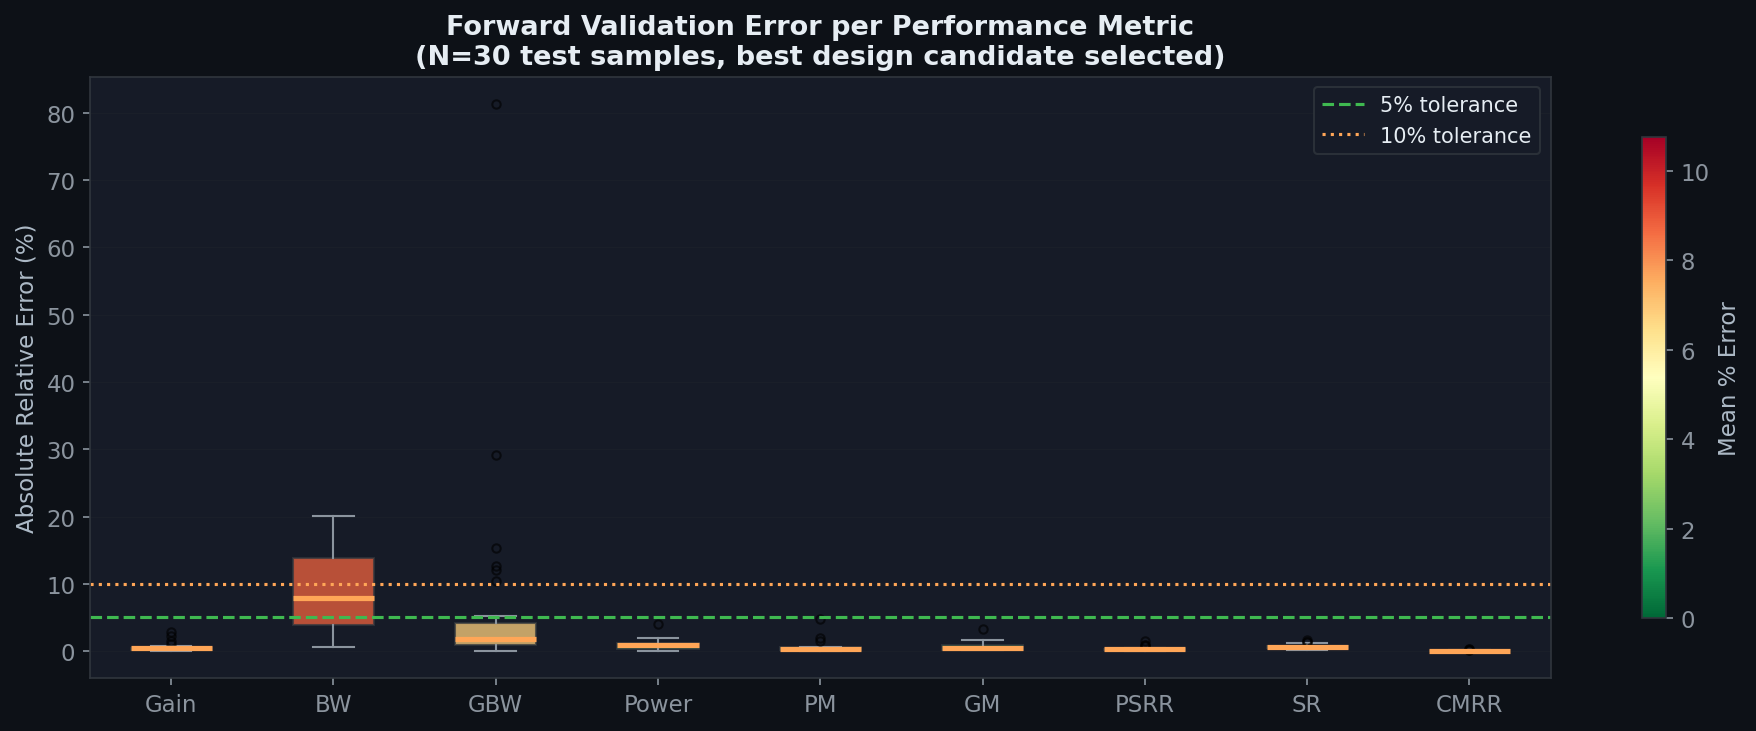 Forward Validation Error per Performance Metric
(N=30 test samples, best design candidate selected)
5% tolerance
10% tolerance
Absolute Relative Error (%)
80
70
60
50
40
30
20
10
0
Gain BW GBW Power PM GM PSRR SR CMRR
10
8
6
4
2
0
Mean % Error